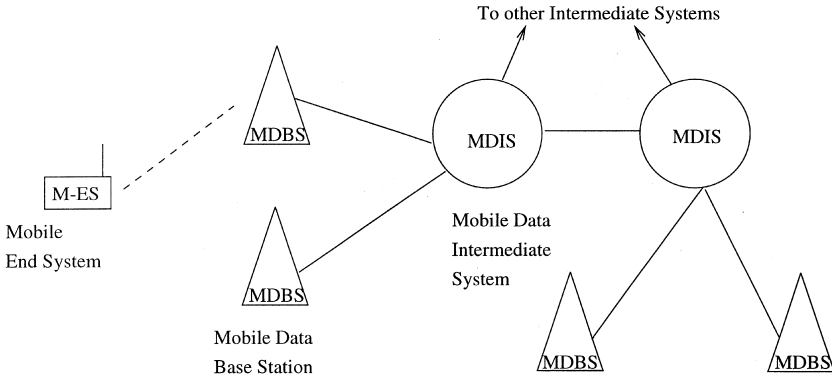 To other Intermediate Systems
MDBS
MDIS
MDIS
M-ES
Mobile
End System
Mobile Data
Intermediate
System
MDBS
Mobile Data
Base Station
MDBS
MDBS